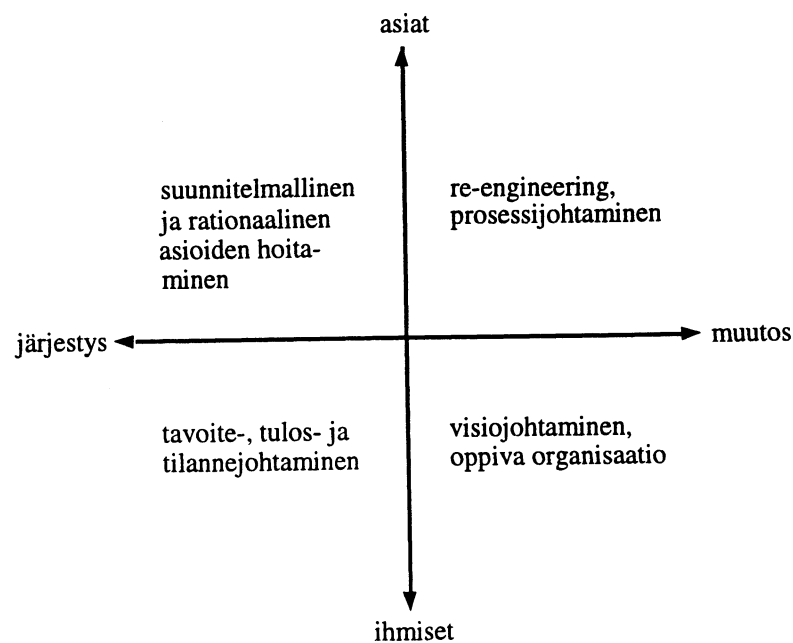 asiat
suunnitelmallinen
ja rationaalinen
asioiden hoita-
minen
re-engineering,
prosessijohtaminen
järjestys
muutos
tavoite-, tulos- ja
tilannejohtaminen
visiojohtaminen,
oppiva organisaatio
ihmiset